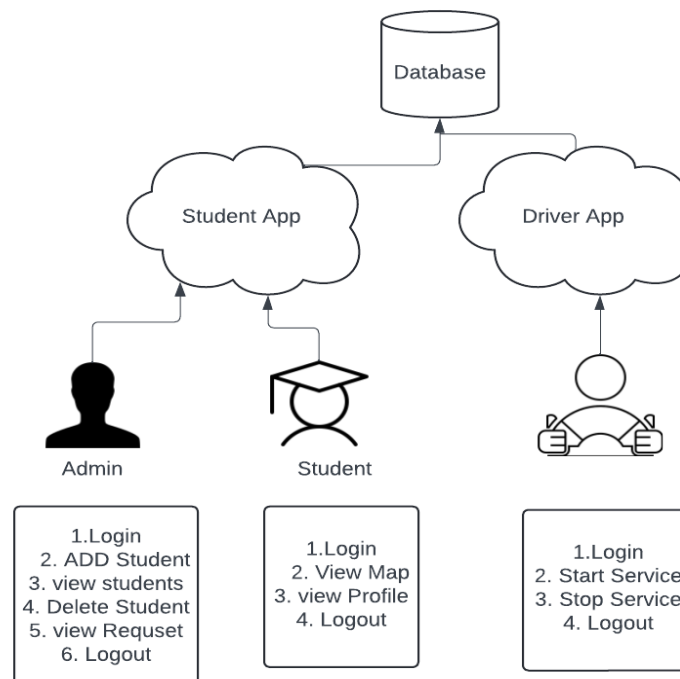 Database
Student App
Driver App
Admin
Student
1.Login
2. ADD Student
3. view students
4. Delete Student
5. view Requset
6. Logout
1.Login
2. View Map
3. view Profile
4. Logout
1.Login
2. Start Service
3. Stop Service
4. Logout